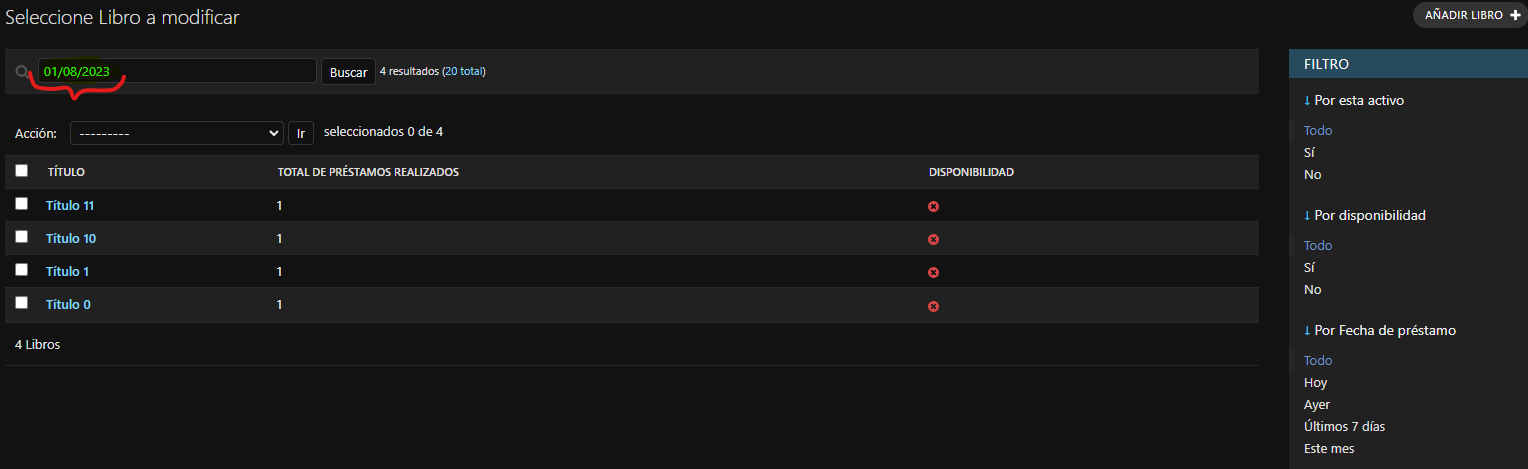 Seleccione Libro a modificar
AÑADIR LIBRO +
01/08/2023
Buscar
4 resultados (20 total)
Acción:
---------
Ir
seleccionados 0 de 4
TÍTULO
TOTAL DE PRÉSTAMOS REALIZADOS
DISPONIBILIDAD
Título 11
1
Título 10
1
Título 1
1
Título 0
1
4 Libros
FILTRO
↓ Por esta activo
Todo
Sí
No
↓ Por disponibilidad
Todo
Sí
No
↓ Por Fecha de préstamo
Todo
Hoy
Ayer
Últimos 7 días
Este mes